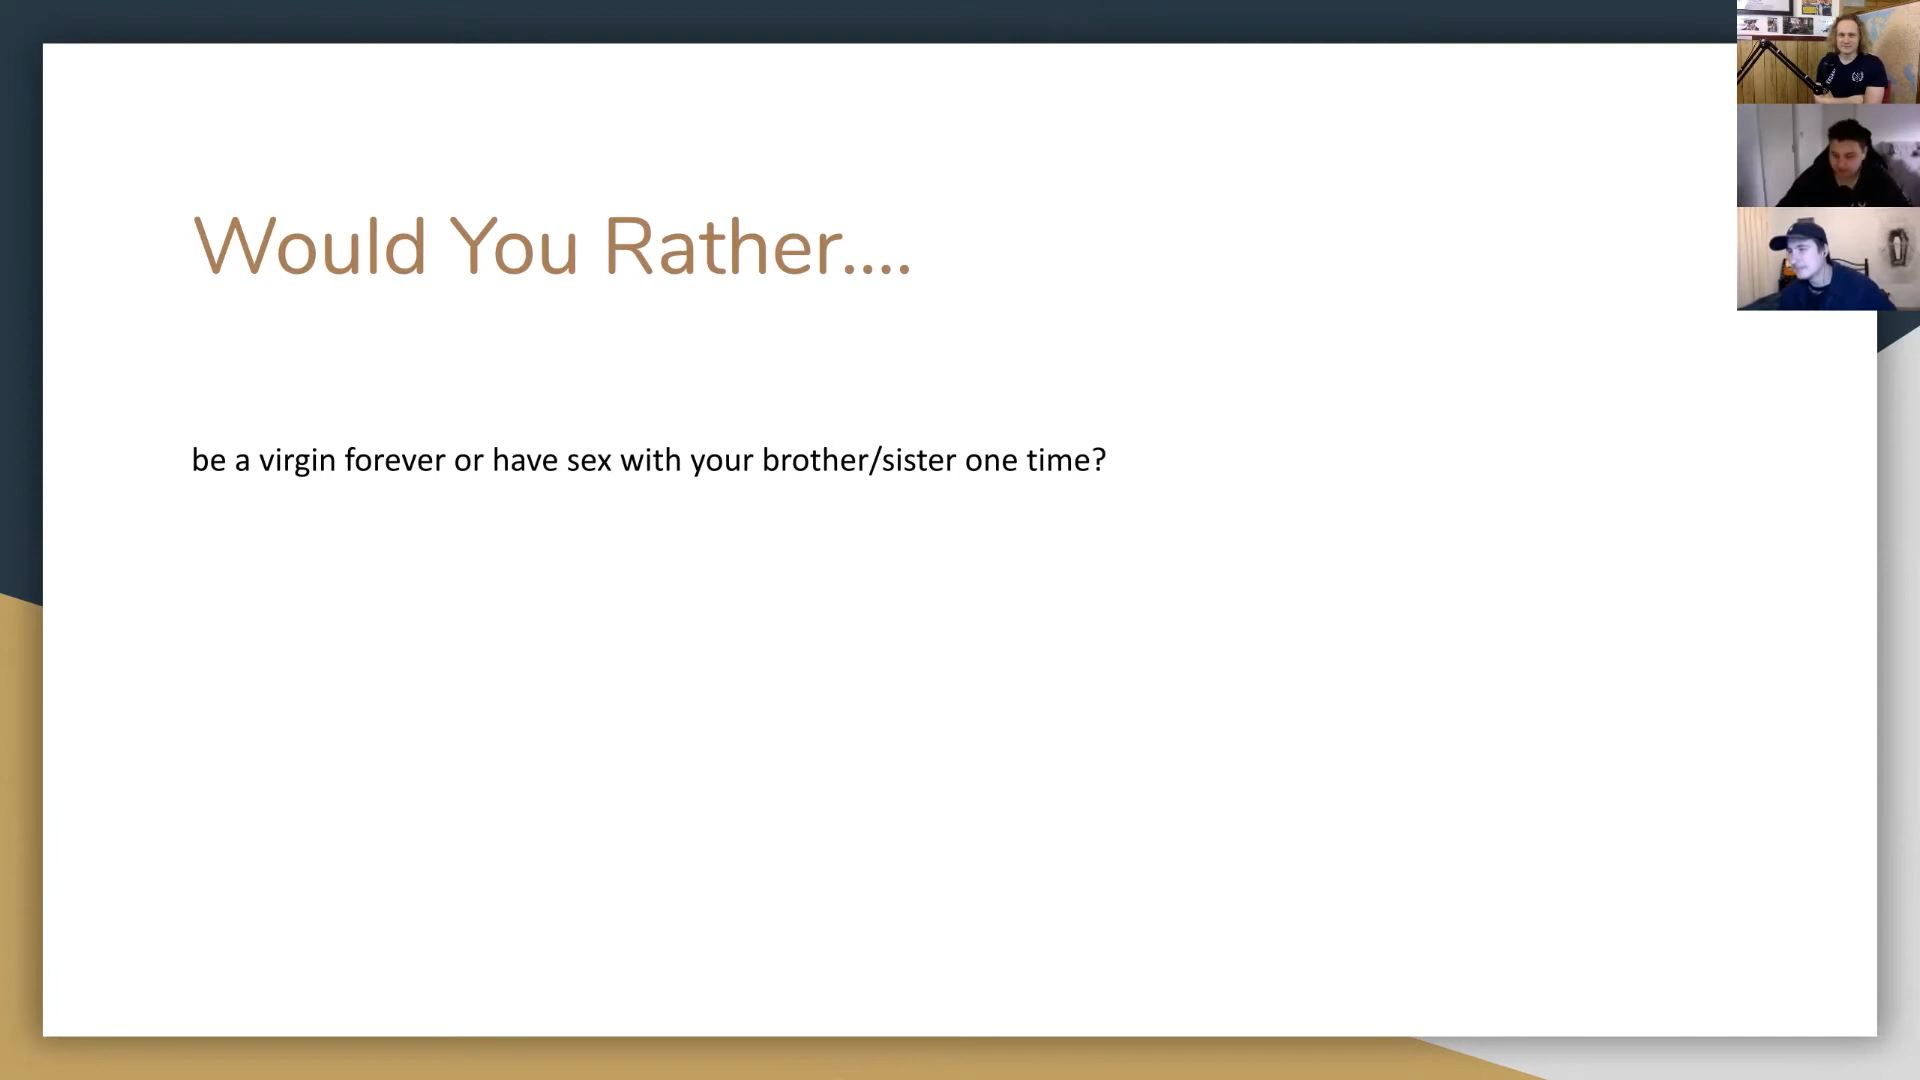 Would You Rather....
be a virgin forever or have sex with your brother/sister one time?